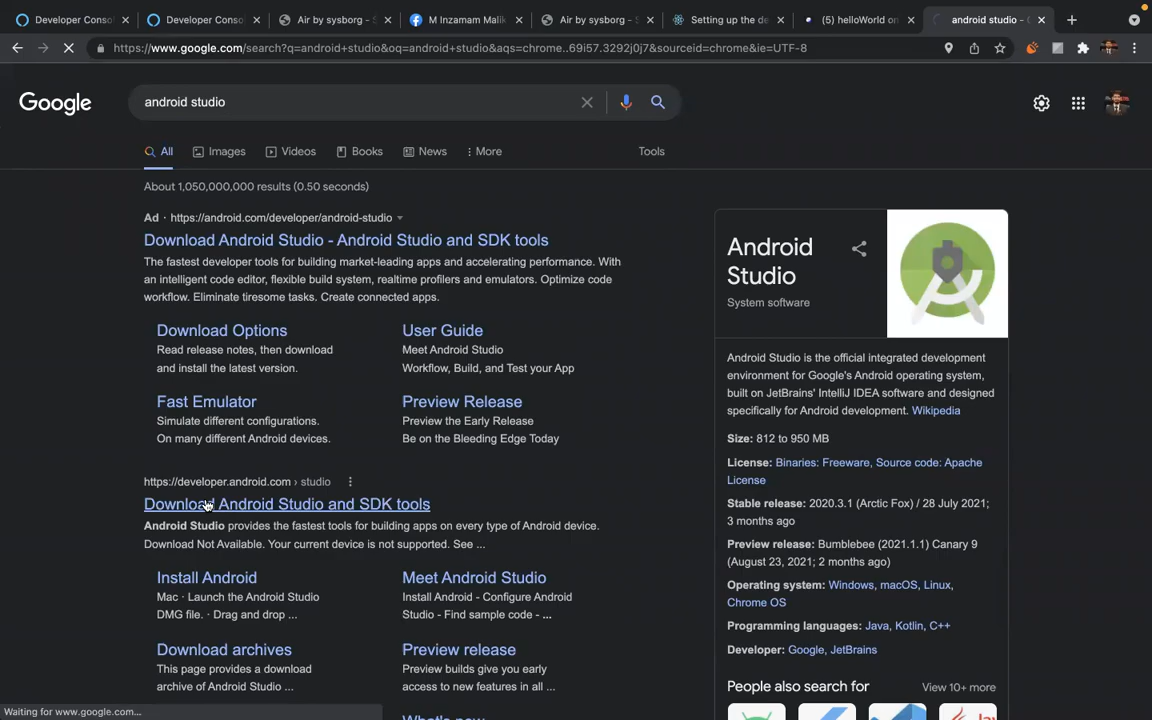 Developer Consol
Developer Consol
Air by sysborg - S
M Inzamam Malik
Air by sysborg - S
Setting up the de
(5) helloWorld on
android studio - G
https://www.google.com/search?q=android+studio&oq=android+studio&aqs=chrome..69i57.3292j0j7&sourceid=chrome&ie=UTF-8
Google
android studio
All
Images
Videos
Books
News
More
Tools
About 1,050,000,000 results (0.50 seconds)
Ad · https://android.com/developer/android-studio
Download Android Studio - Android Studio and SDK tools
The fastest developer tools for building market-leading apps and accelerating performance. With
an intelligent code editor, flexible build system, realtime profilers and emulators. Optimize code
workflow. Eliminate tiresome tasks. Create connected apps.
Download Options
Read release notes, then download
and install the latest version.
User Guide
Meet Android Studio
Workflow, Build, and Test your App
Fast Emulator
Simulate different configurations.
On many different Android devices.
Preview Release
Preview the Early Release
Be on the Bleeding Edge Today
https://developer.android.com › studio
Download Android Studio and SDK tools
Android Studio provides the fastest tools for building apps on every type of Android device.
Download Not Available. Your current device is not supported. See ...
Install Android
Mac · Launch the Android Studio
DMG file. · Drag and drop ...
Meet Android Studio
Install Android - Configure Android
Studio - Find sample code - ...
Download archives
This page provides a download
archive of Android Studio ...
Preview release
Preview builds give you early
access to new features in all ...
What's new
Android
Studio
System software
Android Studio is the official integrated development
environment for Google's Android operating system,
built on JetBrains' IntelliJ IDEA software and designed
specifically for Android development. Wikipedia
Size: 812 to 950 MB
License: Binaries: Freeware, Source code: Apache
License
Stable release: 2020.3.1 (Arctic Fox) / 28 July 2021;
3 months ago
Preview release: Bumblebee (2021.1.1) Canary 9
(August 23, 2021; 2 months ago)
Operating system: Windows, macOS, Linux,
Chrome OS
Programming languages: Java, Kotlin, C++
Developer: Google, JetBrains
People also search for
View 10+ more
Waiting for www.google.com...